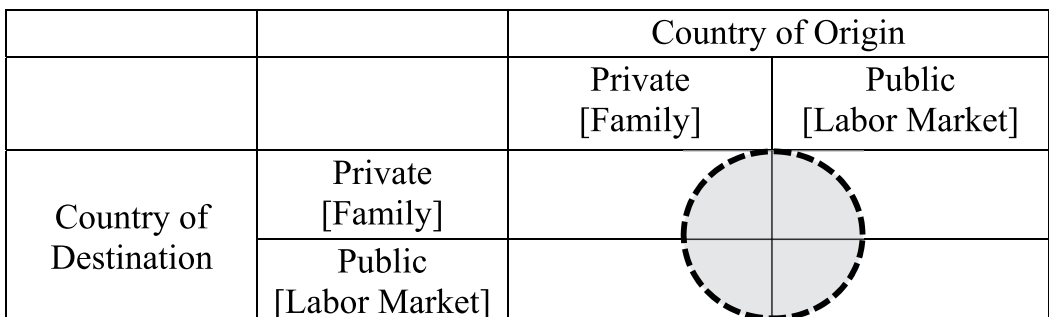 Country of Origin
Private
[Family]
Public
[Labor Market]
Country of
Destination
Private
[Family]
Public
[Labor Market]